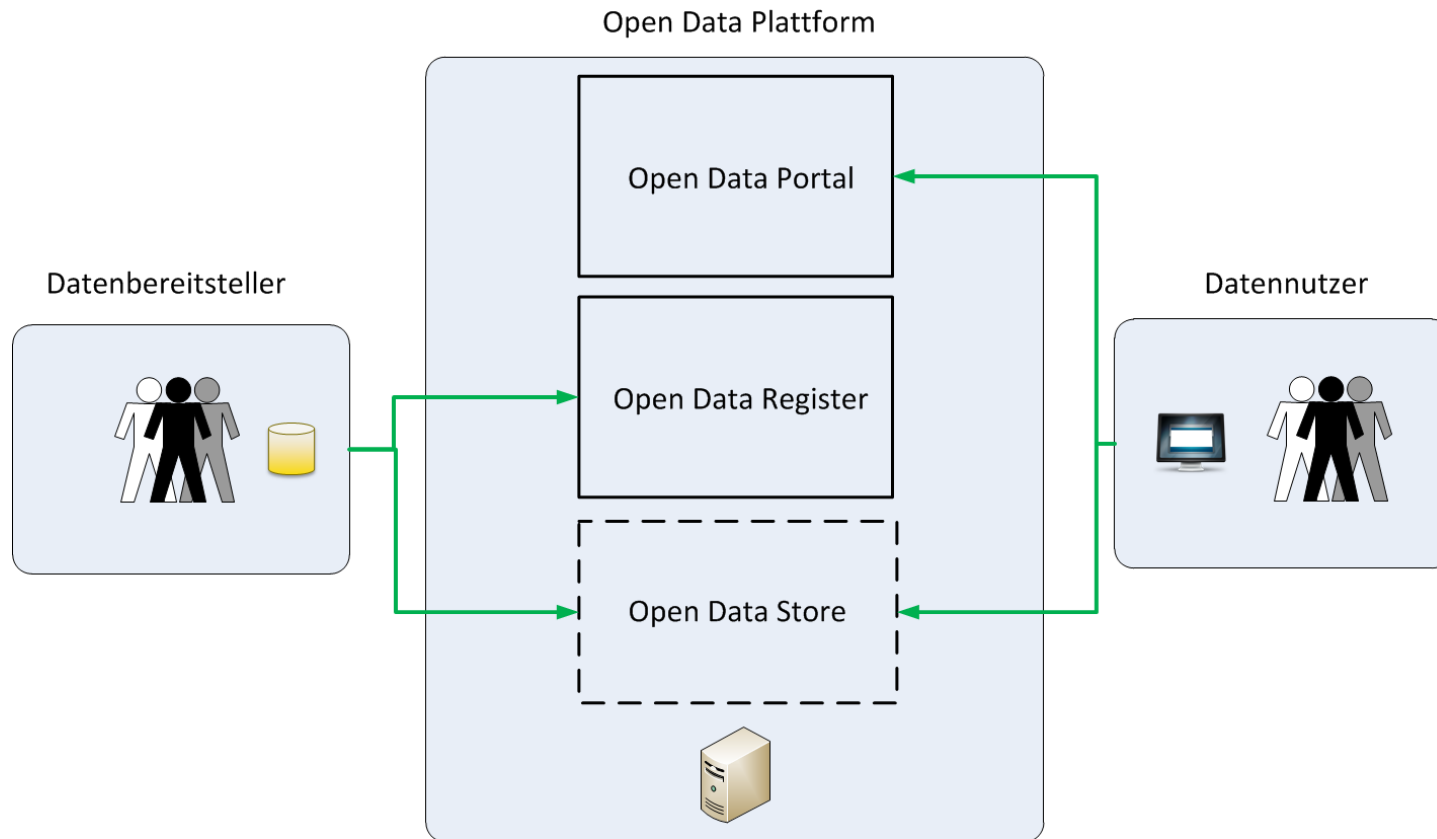 Open Data Plattform
Open Data Portal
Datenbereitsteller
Datennutzer
Open Data Register
Open Data Store